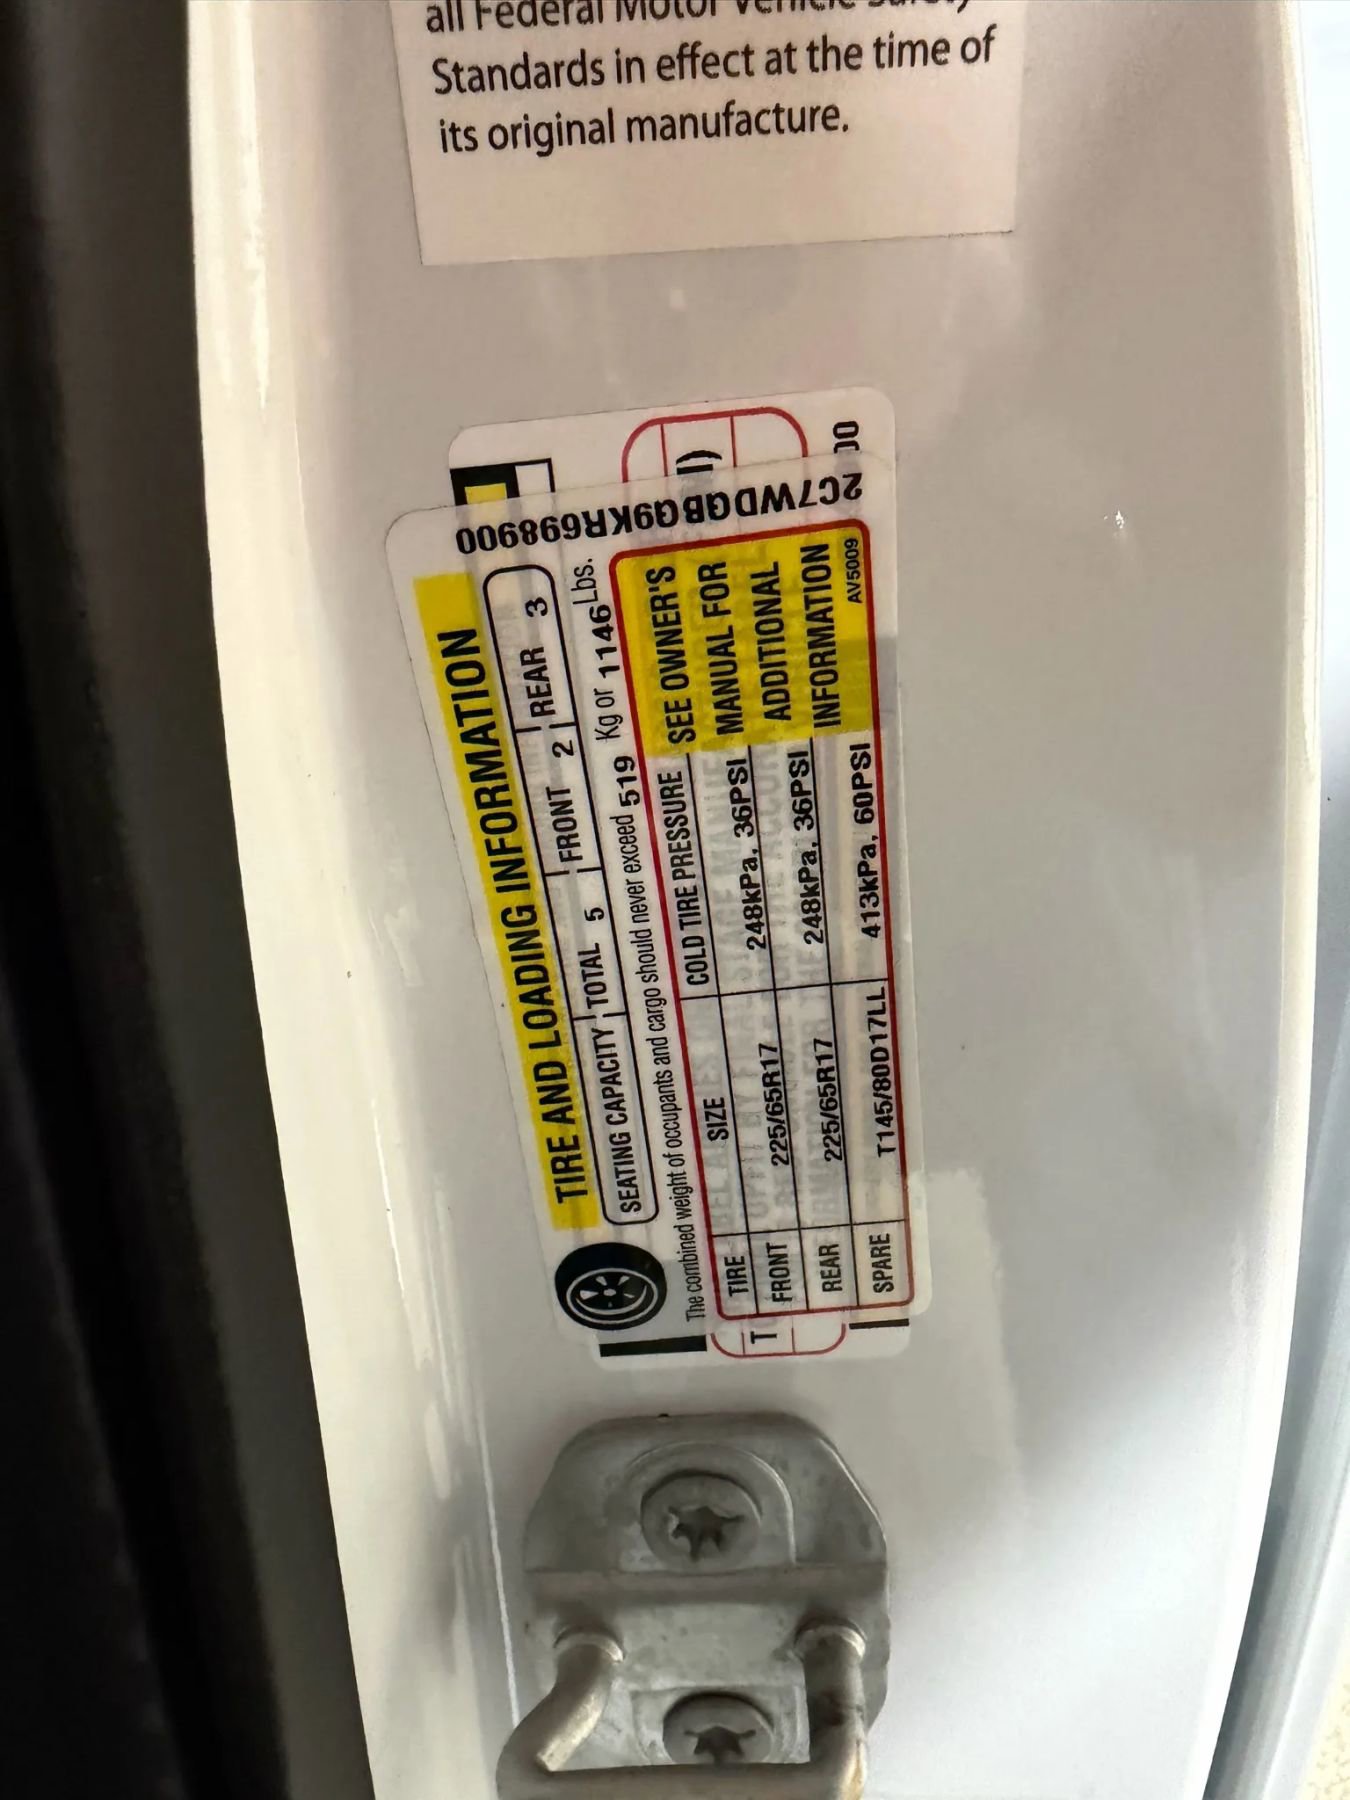 all Federal Motor Vehicle Safety
Standards in effect at the time of
its original manufacture.
TIRE AND LOADING INFORMATION
SEATING CAPACITY TOTAL 5 FRONT 2 REAR 3
The combined weight of occupants and cargo should never exceed 519 Kg or 1146 Lbs.
TIRE SIZE COLD TIRE PRESSURE
FRONT 225/65R17 248kPa, 36PSI
REAR 225/65R17 248kPa, 36PSI
SPARE T145/80D17LL 413kPa, 60PSI
SEE OWNER'S
MANUAL FOR
ADDITIONAL
INFORMATION
AV5009
2C7WDGBG9KR698900
00
T